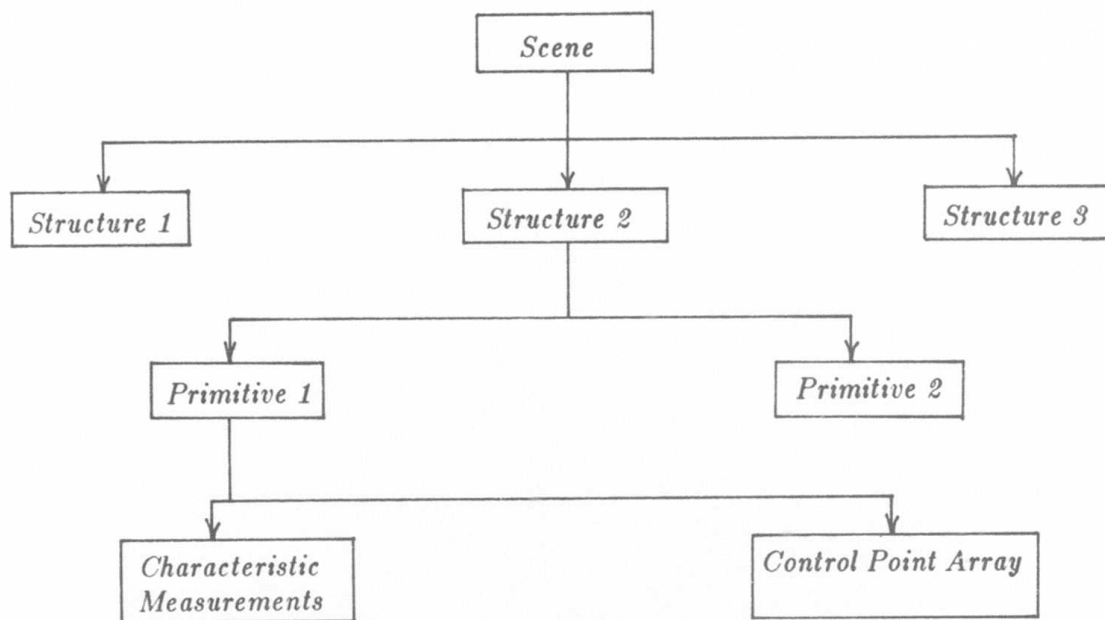 Scene
Structure 1
Structure 2
Structure 3
Primitive 1
Primitive 2
Characteristic
Measurements
Control Point Array